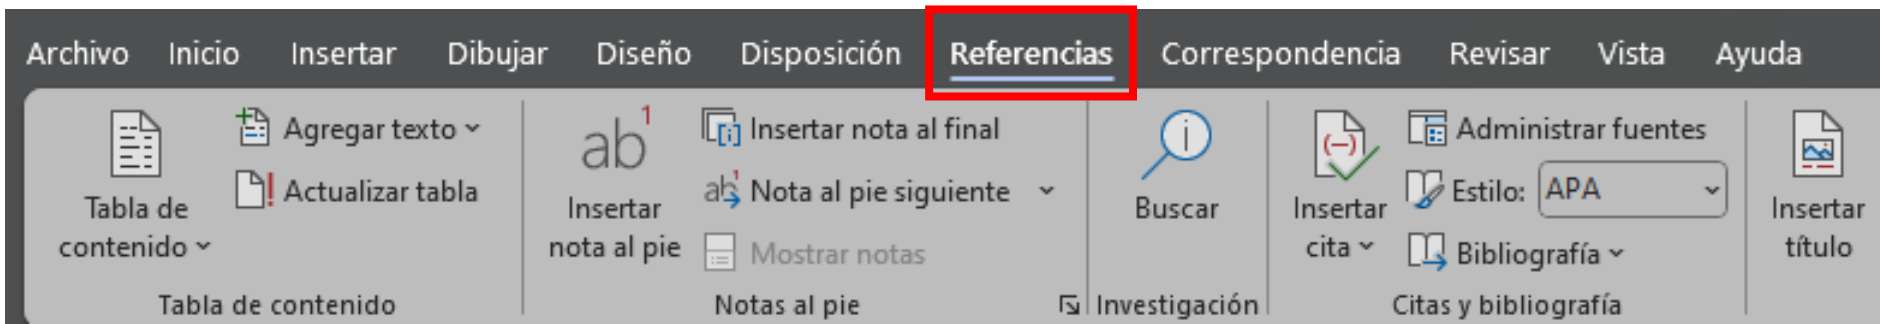 Archivo Inicio Insertar Dibujar Diseño Disposición Referencias Correspondencia Revisar Vista Ayuda
Tabla de
contenido
Agregar texto
Actualizar tabla
Tabla de contenido
ab1
Insertar
nota al pie
Insertar nota al final
Nota al pie siguiente
Mostrar notas
Notas al pie
Buscar
Investigación
Insertar
cita
Administrar fuentes
Estilo: APA
Bibliografía
Citas y bibliografía
Insertar
título